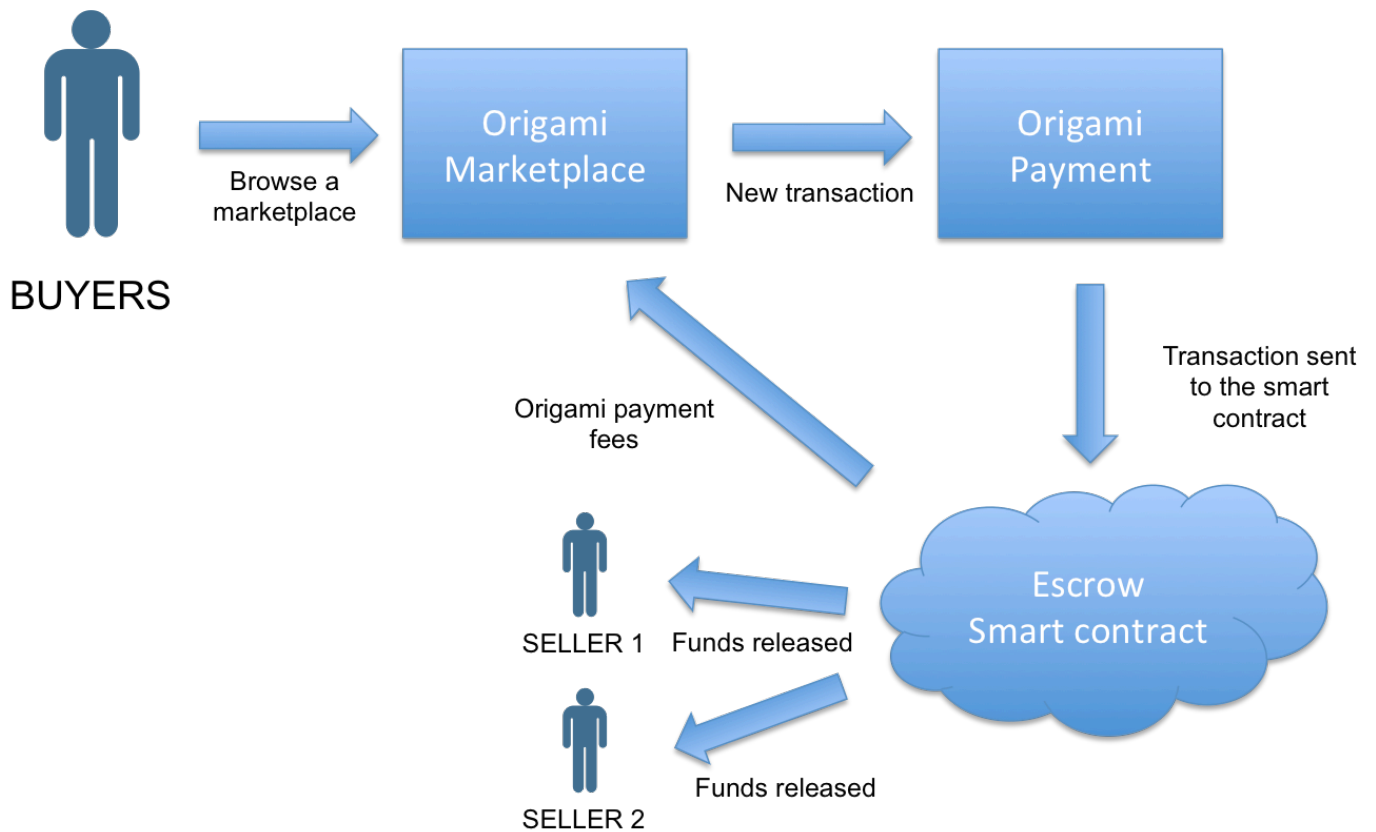 Origami
Marketplace
Origami
Payment
Browse a
marketplace
New transaction
BUYERS
Transaction sent
to the smart
contract
Origami payment
fees
Escrow
Smart contract
SELLER 1
Funds released
Funds released
SELLER 2